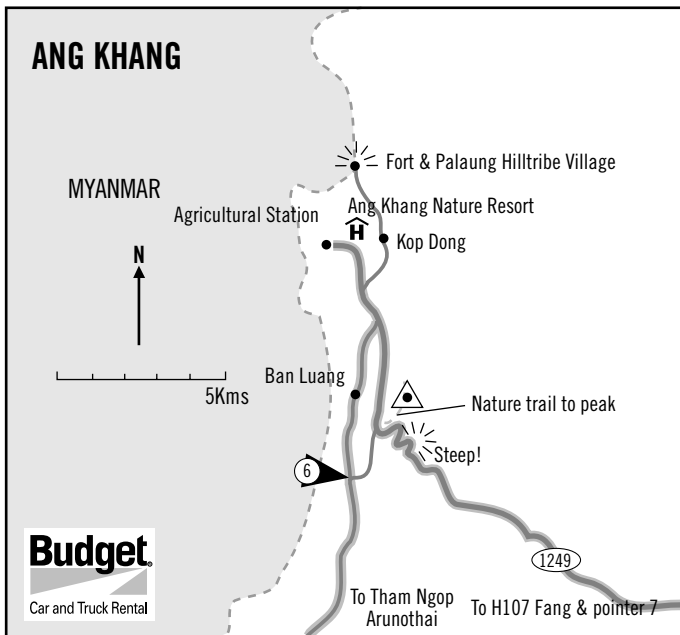 ANG KHANG
Fort & Palaung Hilltribe Village
MYANMAR
Ang Khang Nature Resort
Agricultural Station
H
Kop Dong
N
Ban Luang
5Kms
Nature trail to peak
Steep!
6
Budget.
Car and Truck Rental
1249
To Tham Ngop
Arunothai
To H107 Fang & pointer 7